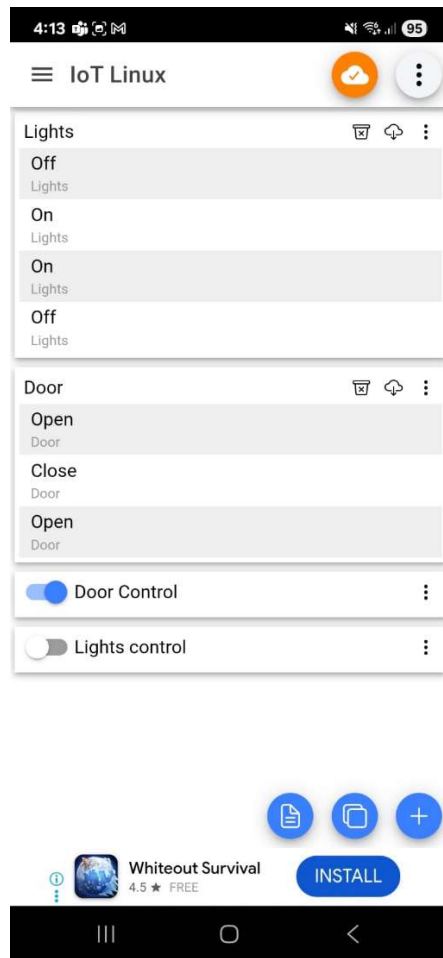 4:13 95
IoT Linux
Lights
Off
Lights
On
Lights
On
Lights
Off
Lights
Door
Open
Door
Close
Door
Open
Door
Door Control
Lights control
Whiteout Survival
4.5 ★ FREE
INSTALL